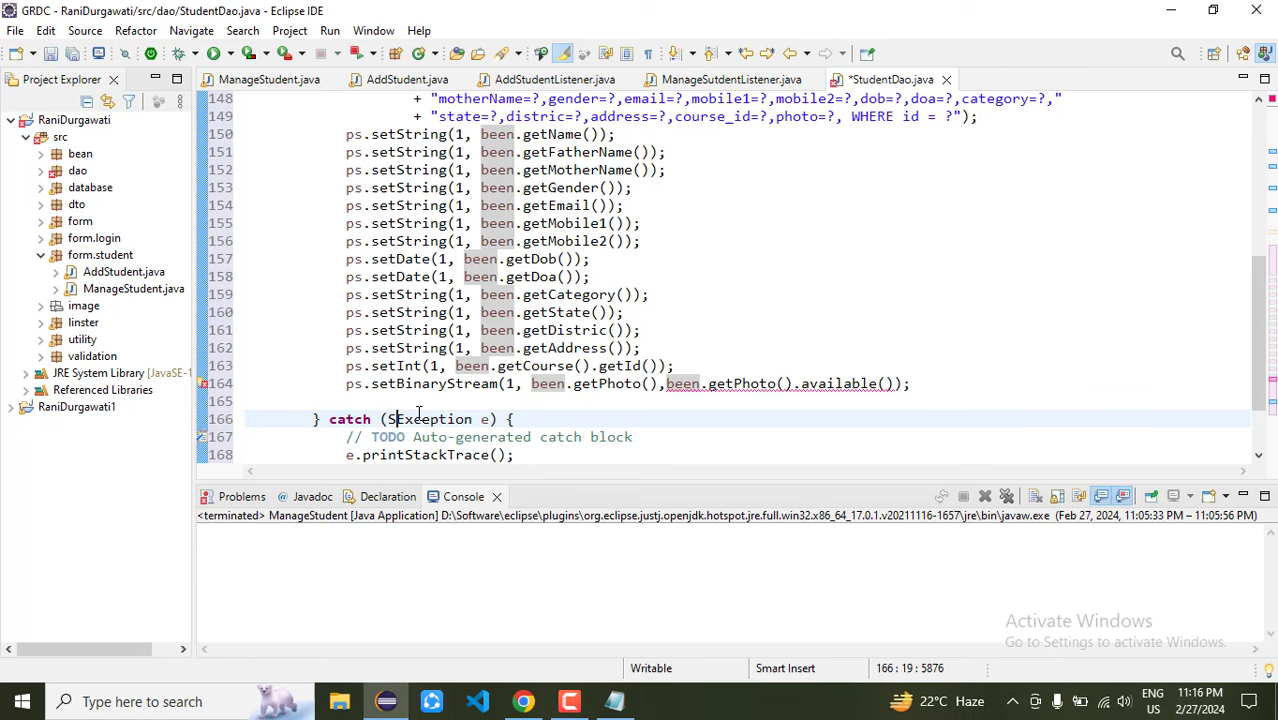 GRDC - RaniDurgawati/src/dao/StudentDao.java - Eclipse IDE
File Edit Source Refactor Navigate Search Project Run Window Help
Project Explorer
ManageStudent.java
AddStudent.java
AddStudentListener.java
ManageSutdentListener.java
*StudentDao.java
RaniDurgawati
src
bean
dao
database
dto
form
form.login
form.student
AddStudent.java
ManageStudent.java
image
linster
utility
validation
JRE System Library [JavaSE-1
Referenced Libraries
RaniDurgawati1
148 + "motherName=?,gender=?,email=?,mobile1=?,mobile2=?,dob=?,doa=?,category=?,"
149 + "state=?,distric=?,address=?,course_id=?,photo=?, WHERE id = ?");
150 ps.setString(1, been.getName());
151 ps.setString(1, been.getFatherName());
152 ps.setString(1, been.getMotherName());
153 ps.setString(1, been.getGender());
154 ps.setString(1, been.getEmail());
155 ps.setString(1, been.getMobile1());
156 ps.setString(1, been.getMobile2());
157 ps.setDate(1, been.getDob());
158 ps.setDate(1, been.getDoa());
159 ps.setString(1, been.getCategory());
160 ps.setString(1, been.getState());
161 ps.setString(1, been.getDistric());
162 ps.setString(1, been.getAddress());
163 ps.setInt(1, been.getCourse().getId());
164 ps.setBinaryStream(1, been.getPhoto(),been.getPhoto().available());
165
166 } catch (SException e) {
167 // TODO Auto-generated catch block
168 e.printStackTrace();
Problems Javadoc Declaration Console
<terminated> ManageStudent [Java Application] D:\Software\eclipse\plugins\org.eclipse.justj.openjdk.hotspot.jre.full.win32.x86_64_17.0.1.v20211116-1657\jre\bin\javaw.exe (Feb 27, 2024, 11:05:33 PM – 11:05:56 PM)
Activate Windows
Go to Settings to activate Windows.
Writable Smart Insert 166 : 19 : 5876
Type here to search
22°C Haze
ENG
US
11:16 PM
2/27/2024